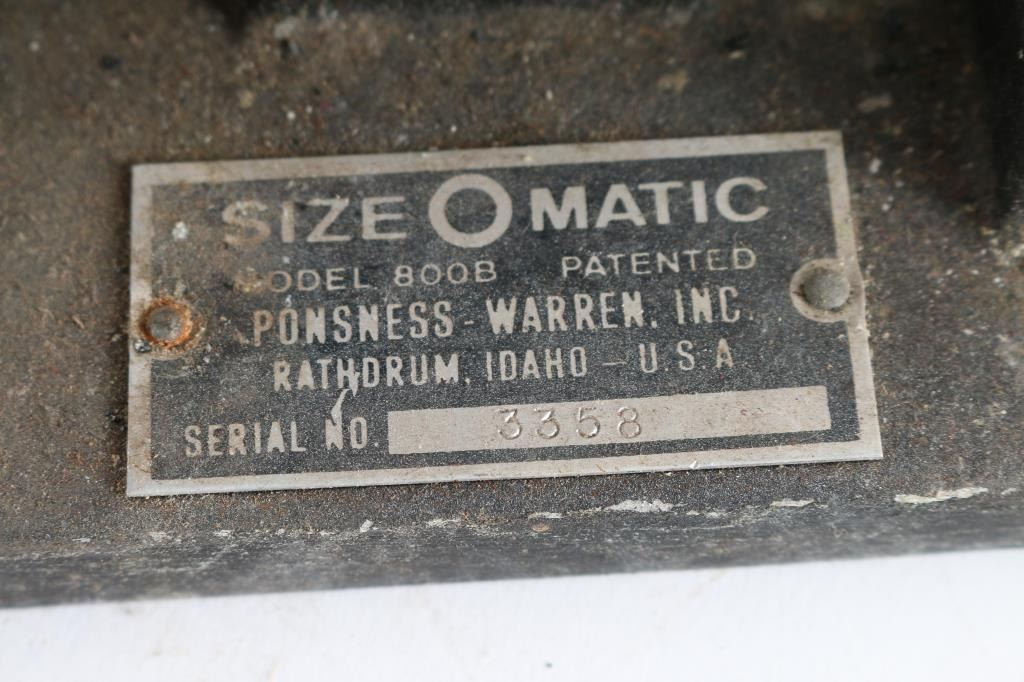 SIZE O MATIC
MODEL 800B PATENTED
PONSNESS-WARREN, INC.
RATHDRUM, IDAHO - U.S.A
SERIAL NO. 3358